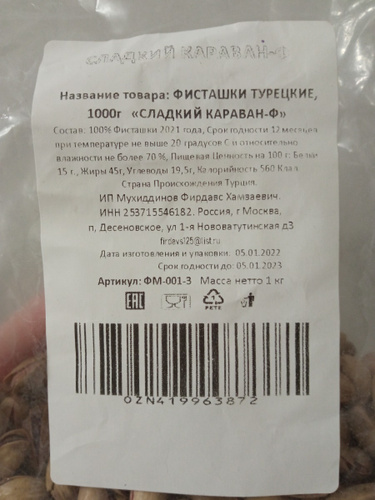 СЛАДКИЙ КАРАВАН-Ф
Название товара: ФИСТАШКИ ТУРЕЦКИЕ,
1000г «СЛАДКИЙ КАРАВАН-Ф»
Состав: 100% Фисташки 2021 года, Срок годности 12 месяцев
при температуре не выше 20 градусов С и относительно
влажности не более 70 %, Пищевая Ценность на 100 г: Белки
15 г., Жиры 45г, Углеводы 19,5г, Калорийность 560 Ккал.
Страна Происхождения Турция.
ИП Мухиддинов Фирдавс Хамзаевич.
ИНН 253715546182. Россия, г Москва,
п, Десеновское, ул 1-я Нововатутинская д3
firdavs125@list.ru
Дата изготовления и упаковки: 05.01.2022
Срок годности до: 05.01.2023
Артикул: ФМ-001-3 Масса нетто 1 кг
EAC
1
PETE
OZN419963872